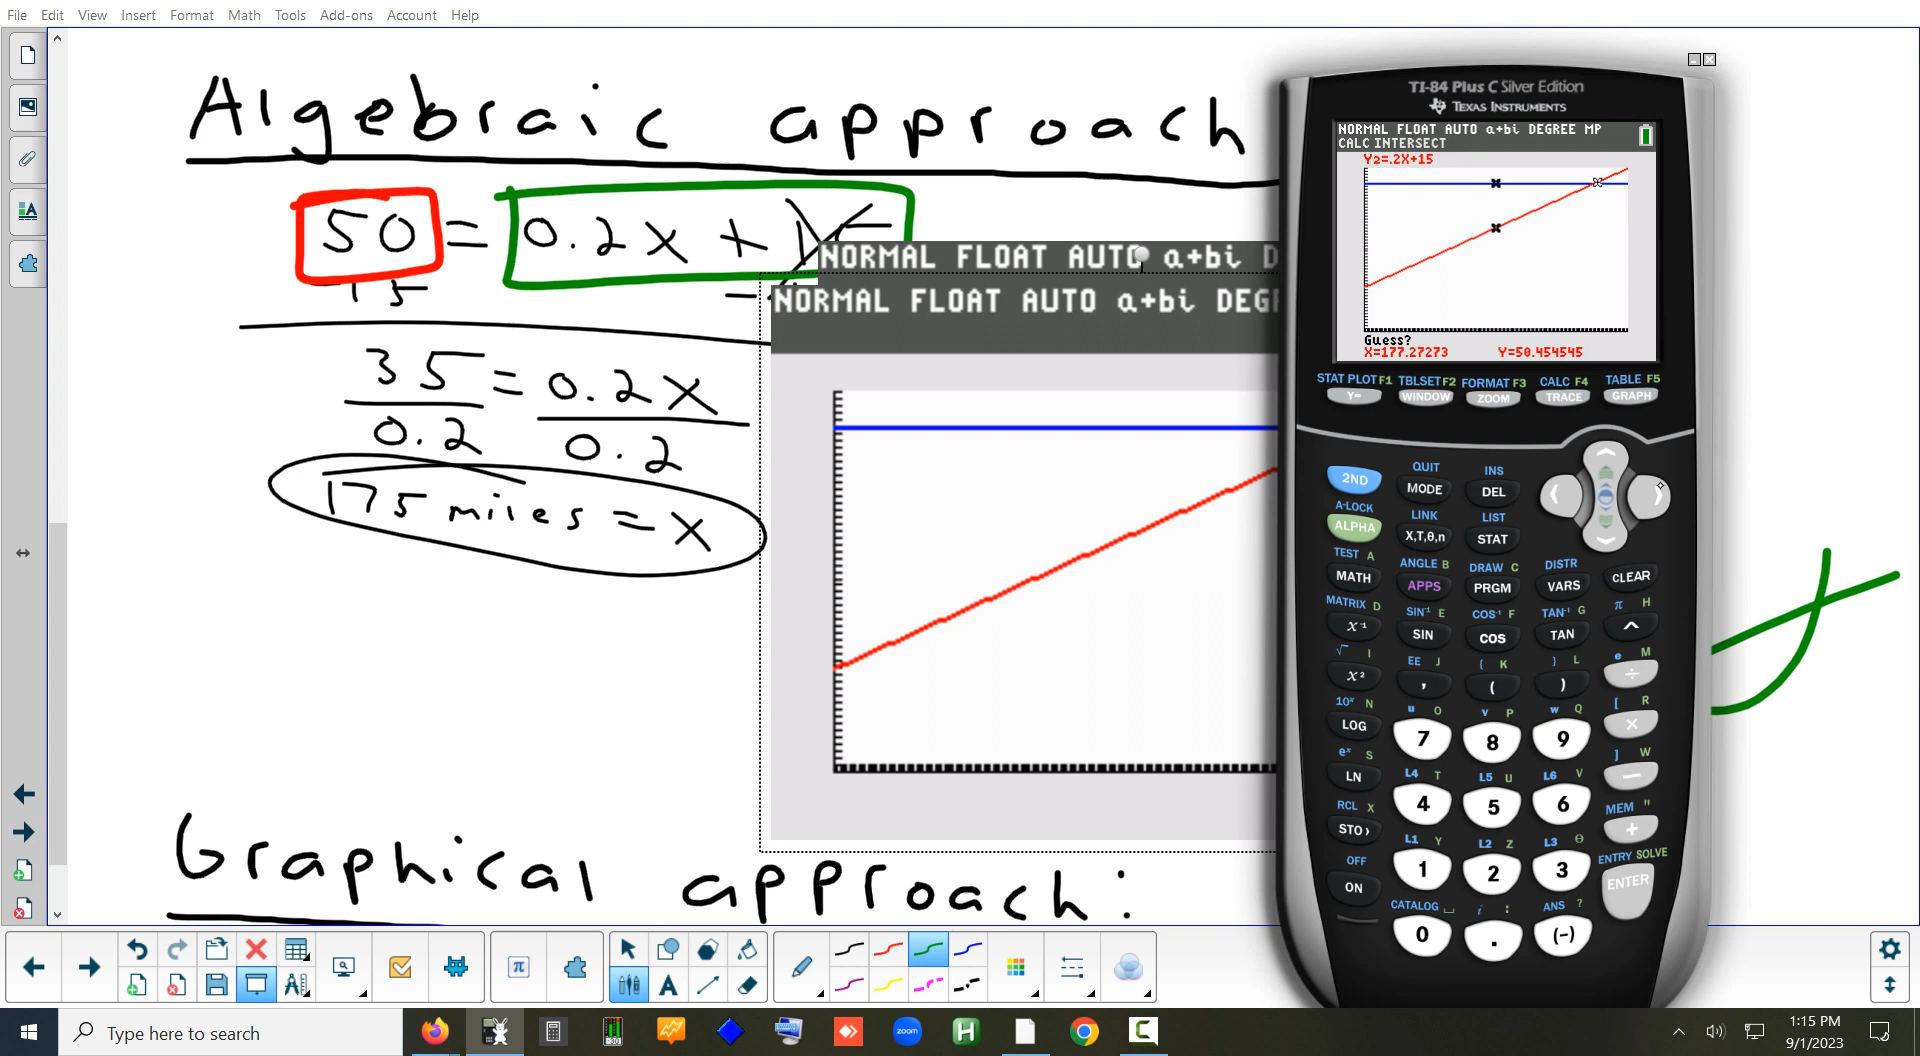 File Edit View Insert Format Math Tools Add-ons Account Help
Algebraic approach
50 = 0.2x + 15
15 -
35 = 0.2x
0.2 0.2
175 miles = x
NORMAL FLOAT AUTO a+bi D
NORMAL FLOAT AUTO a+bi DEGR
Graphical approach:
TI-84 Plus C Silver Edition
TEXAS INSTRUMENTS
NORMAL FLOAT AUTO a+bi DEGREE MP
CALC INTERSECT
Y2=.2X+15
Guess?
X=177.27273 Y=50.454545
STAT PLOT F1 TBLSET F2 FORMAT F3 CALC F4 TABLE F5
Y= WINDOW ZOOM TRACE GRAPH
QUIT INS
2ND MODE DEL
A-LOCK LINK LIST
ALPHA X,T,θ,n STAT
TEST A ANGLE B DRAW C DISTR
MATH APPS PRGM VARS CLEAR
MATRIX D SIN⁻¹ E COS⁻¹ F TAN⁻¹ G π H
X⁻¹ SIN COS TAN ^
√ I EE J { K } L e M
X² , ( ) ÷
10ˣ N u O v P w Q [ R
LOG 7 8 9 ×
eˣ S L4 T L5 U L6 V ] W
LN 4 5 6 −
RCL X L1 Y L2 Z L3 θ MEM "
STO› 1 2 3 +
OFF CATALOG ⎵ i : ANS ? ENTRY SOLVE
ON 0 . (−) ENTER
Type here to search
zoom
1:15 PM
9/1/2023